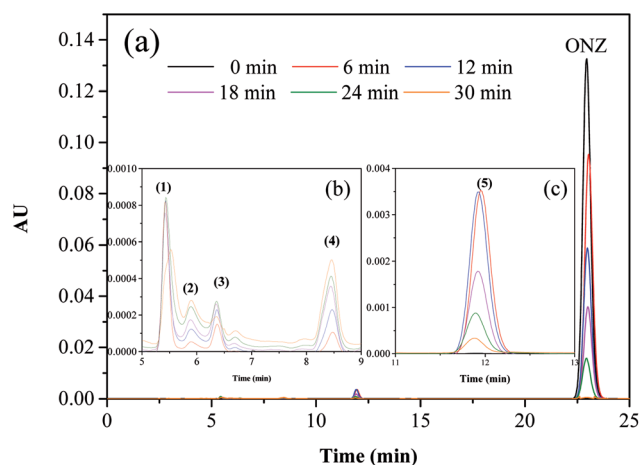 0.14
0.12
0.10
0.08
0.06
0.04
0.02
0.00
AU
(a)
ONZ
0 min
6 min
12 min
18 min
24 min
30 min
0.0010
0.0008
0.0006
0.0004
0.0002
0.0000
(1)
(2)
(3)
(4)
(b)
5
6
7
8
9
Time (min)
0.004
0.003
0.002
0.001
0.000
(5)
(c)
11
12
13
Time (min)
0
5
10
15
20
25
Time (min)